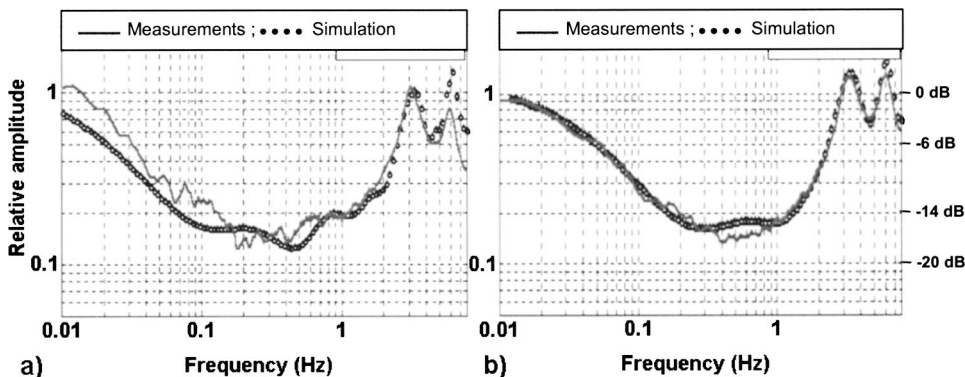 —— Measurements ; •••• Simulation
—— Measurements ; •••• Simulation
Relative amplitude
1
0.1
0.01
0.1
1
Frequency (Hz)
a)
1
0.1
0 dB
-6 dB
-14 dB
-20 dB
0.01
0.1
1
Frequency (Hz)
b)